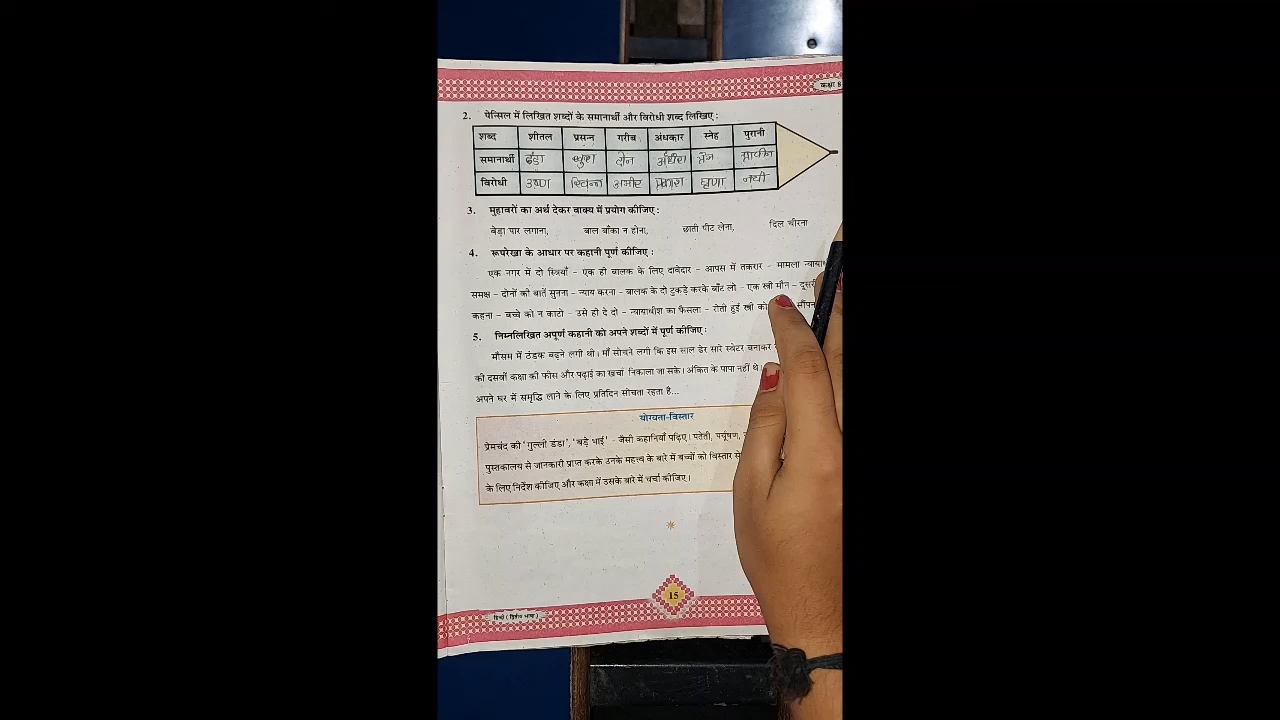 कक्षा 8
2. पेन्सिल में लिखित शब्दों के समानार्थी और विरोधी शब्द लिखिए :
शब्द शीतल प्रसन्न गरीब अंधकार स्नेह पुरानी
समानार्थी ठंडा खुश दीन अँधेरा प्रेम प्राचीन
विरोधी उष्ण खिन्न अमीर प्रकाश घृणा नयी
3. मुहावरों का अर्थ देकर वाक्य में प्रयोग कीजिए :
बेड़ा पार लगाना, बाल बाँका न होना, छाती पीट लेना, दिल चीरना
4. रूपरेखा के आधार पर कहानी पूर्ण कीजिए :
एक नगर में दो स्त्रियाँ - एक ही बालक के लिए दावेदार - आपस में तकरार - मामला
समक्ष - दोनों की बातें सुनना - न्याय करना - बालक के दो टुकड़े करके बाँट लो - एक स्त्री मौन -
कहना - बच्चे को न काटो - उसे ही दे दो - न्यायाधीश का फैसला - रोती हुई स्त्री को
5. निम्नलिखित अपूर्ण कहानी को अपने शब्दों में पूर्ण कीजिए :
मौसम में ठंडक बढ़ने लगी थी। माँ सोचने लगी कि इस साल ढेर सारे स्वेटर बनाकर
की दसवीं कक्षा की फीस और पढ़ाई का खर्चा निकाला जा सके। अंकित के पापा नहीं थे।
अपने घर में समृद्धि लाने के लिए प्रतिदिन सोचता रहता है...
योग्यता-विस्तार
प्रेमचंद की 'गुल्ली डंडा', 'बड़े भाई' - जैसी कहानियाँ पढ़िए। पतेती, पर्यूषण,
पुस्तकालय से जानकारी प्राप्त करके उनके महत्त्व के बारे में बच्चों को विस्तार से
के लिए निर्देश कीजिए और कक्षा में उसके बारे में चर्चा कीजिए।
15
हिन्दी (द्वितीय भाषा)